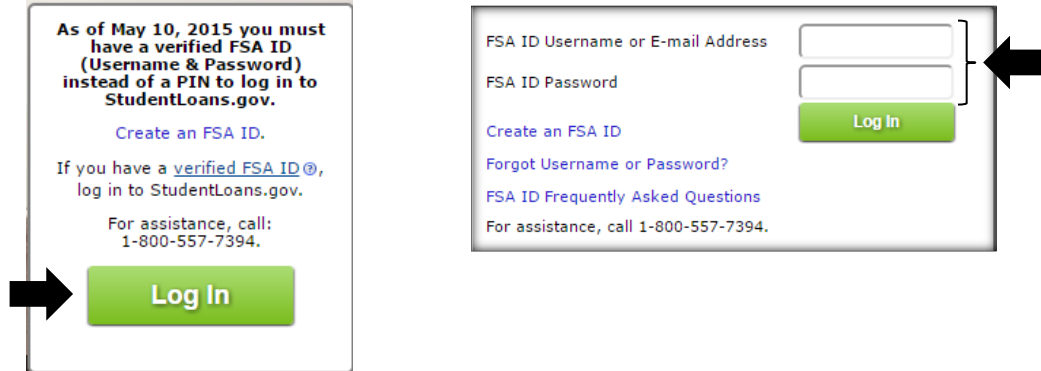 As of May 10, 2015 you must
have a verified FSA ID
(Username & Password)
instead of a PIN to log in to
StudentLoans.gov.
Create an FSA ID.
If you have a verified FSA ID ?,
log in to StudentLoans.gov.
For assistance, call:
1-800-557-7394.
Log In
FSA ID Username or E-mail Address
FSA ID Password
Log In
Create an FSA ID
Forgot Username or Password?
FSA ID Frequently Asked Questions
For assistance, call 1-800-557-7394.